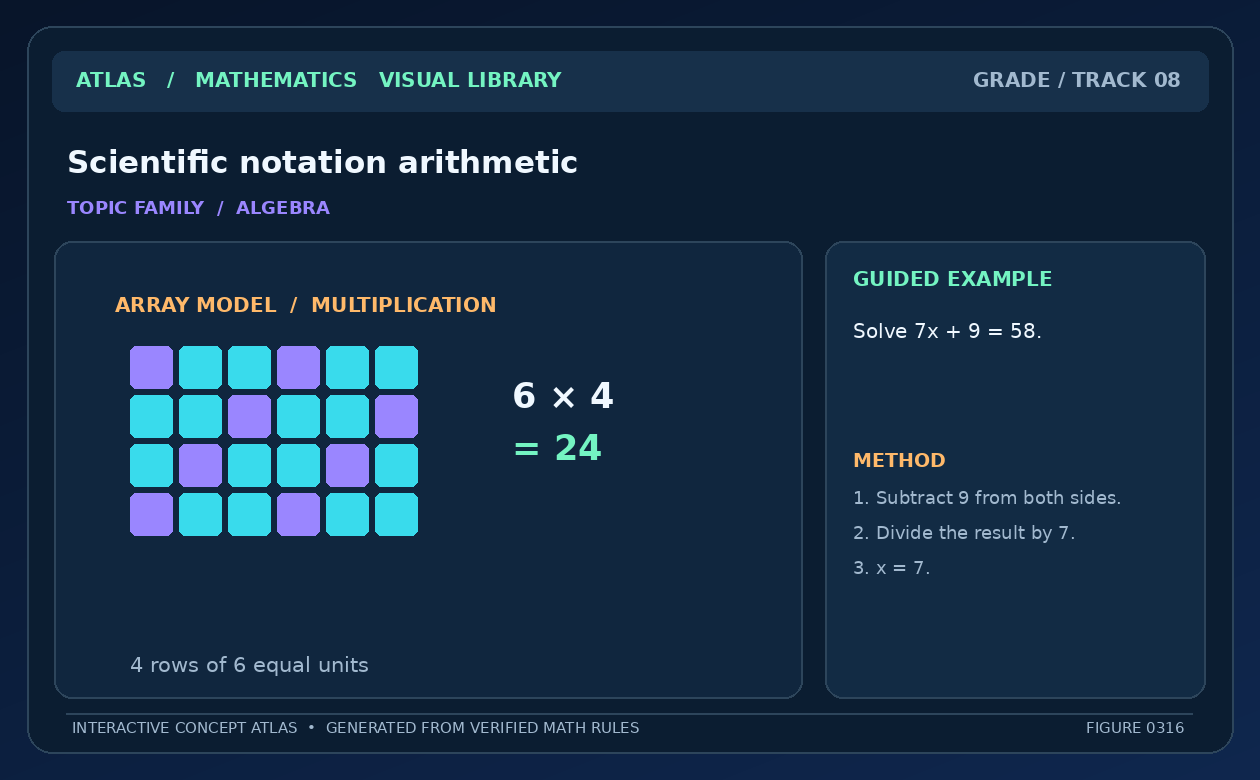 ATLAS / MATHEMATICS VISUAL LIBRARY
GRADE / TRACK 08
Scientific notation arithmetic
TOPIC FAMILY / ALGEBRA
ARRAY MODEL / MULTIPLICATION
6 × 4
= 24
4 rows of 6 equal units
GUIDED EXAMPLE
Solve 7x + 9 = 58.
METHOD
1. Subtract 9 from both sides.
2. Divide the result by 7.
3. x = 7.
INTERACTIVE CONCEPT ATLAS • GENERATED FROM VERIFIED MATH RULES
FIGURE 0316